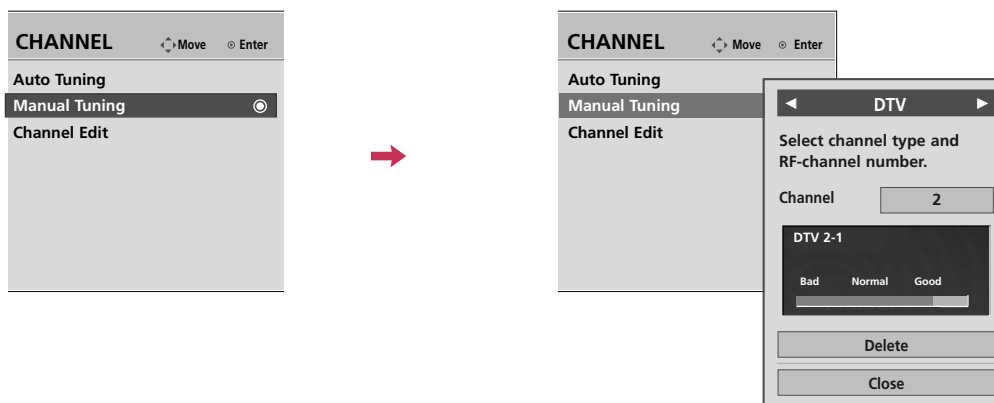 CHANNEL Move Enter
Auto Tuning
Manual Tuning
Channel Edit
CHANNEL Move Enter
Auto Tuning
Manual Tuning
Channel Edit
DTV
Select channel type and
RF-channel number.
Channel 2
DTV 2-1
Bad Normal Good
Delete
Close